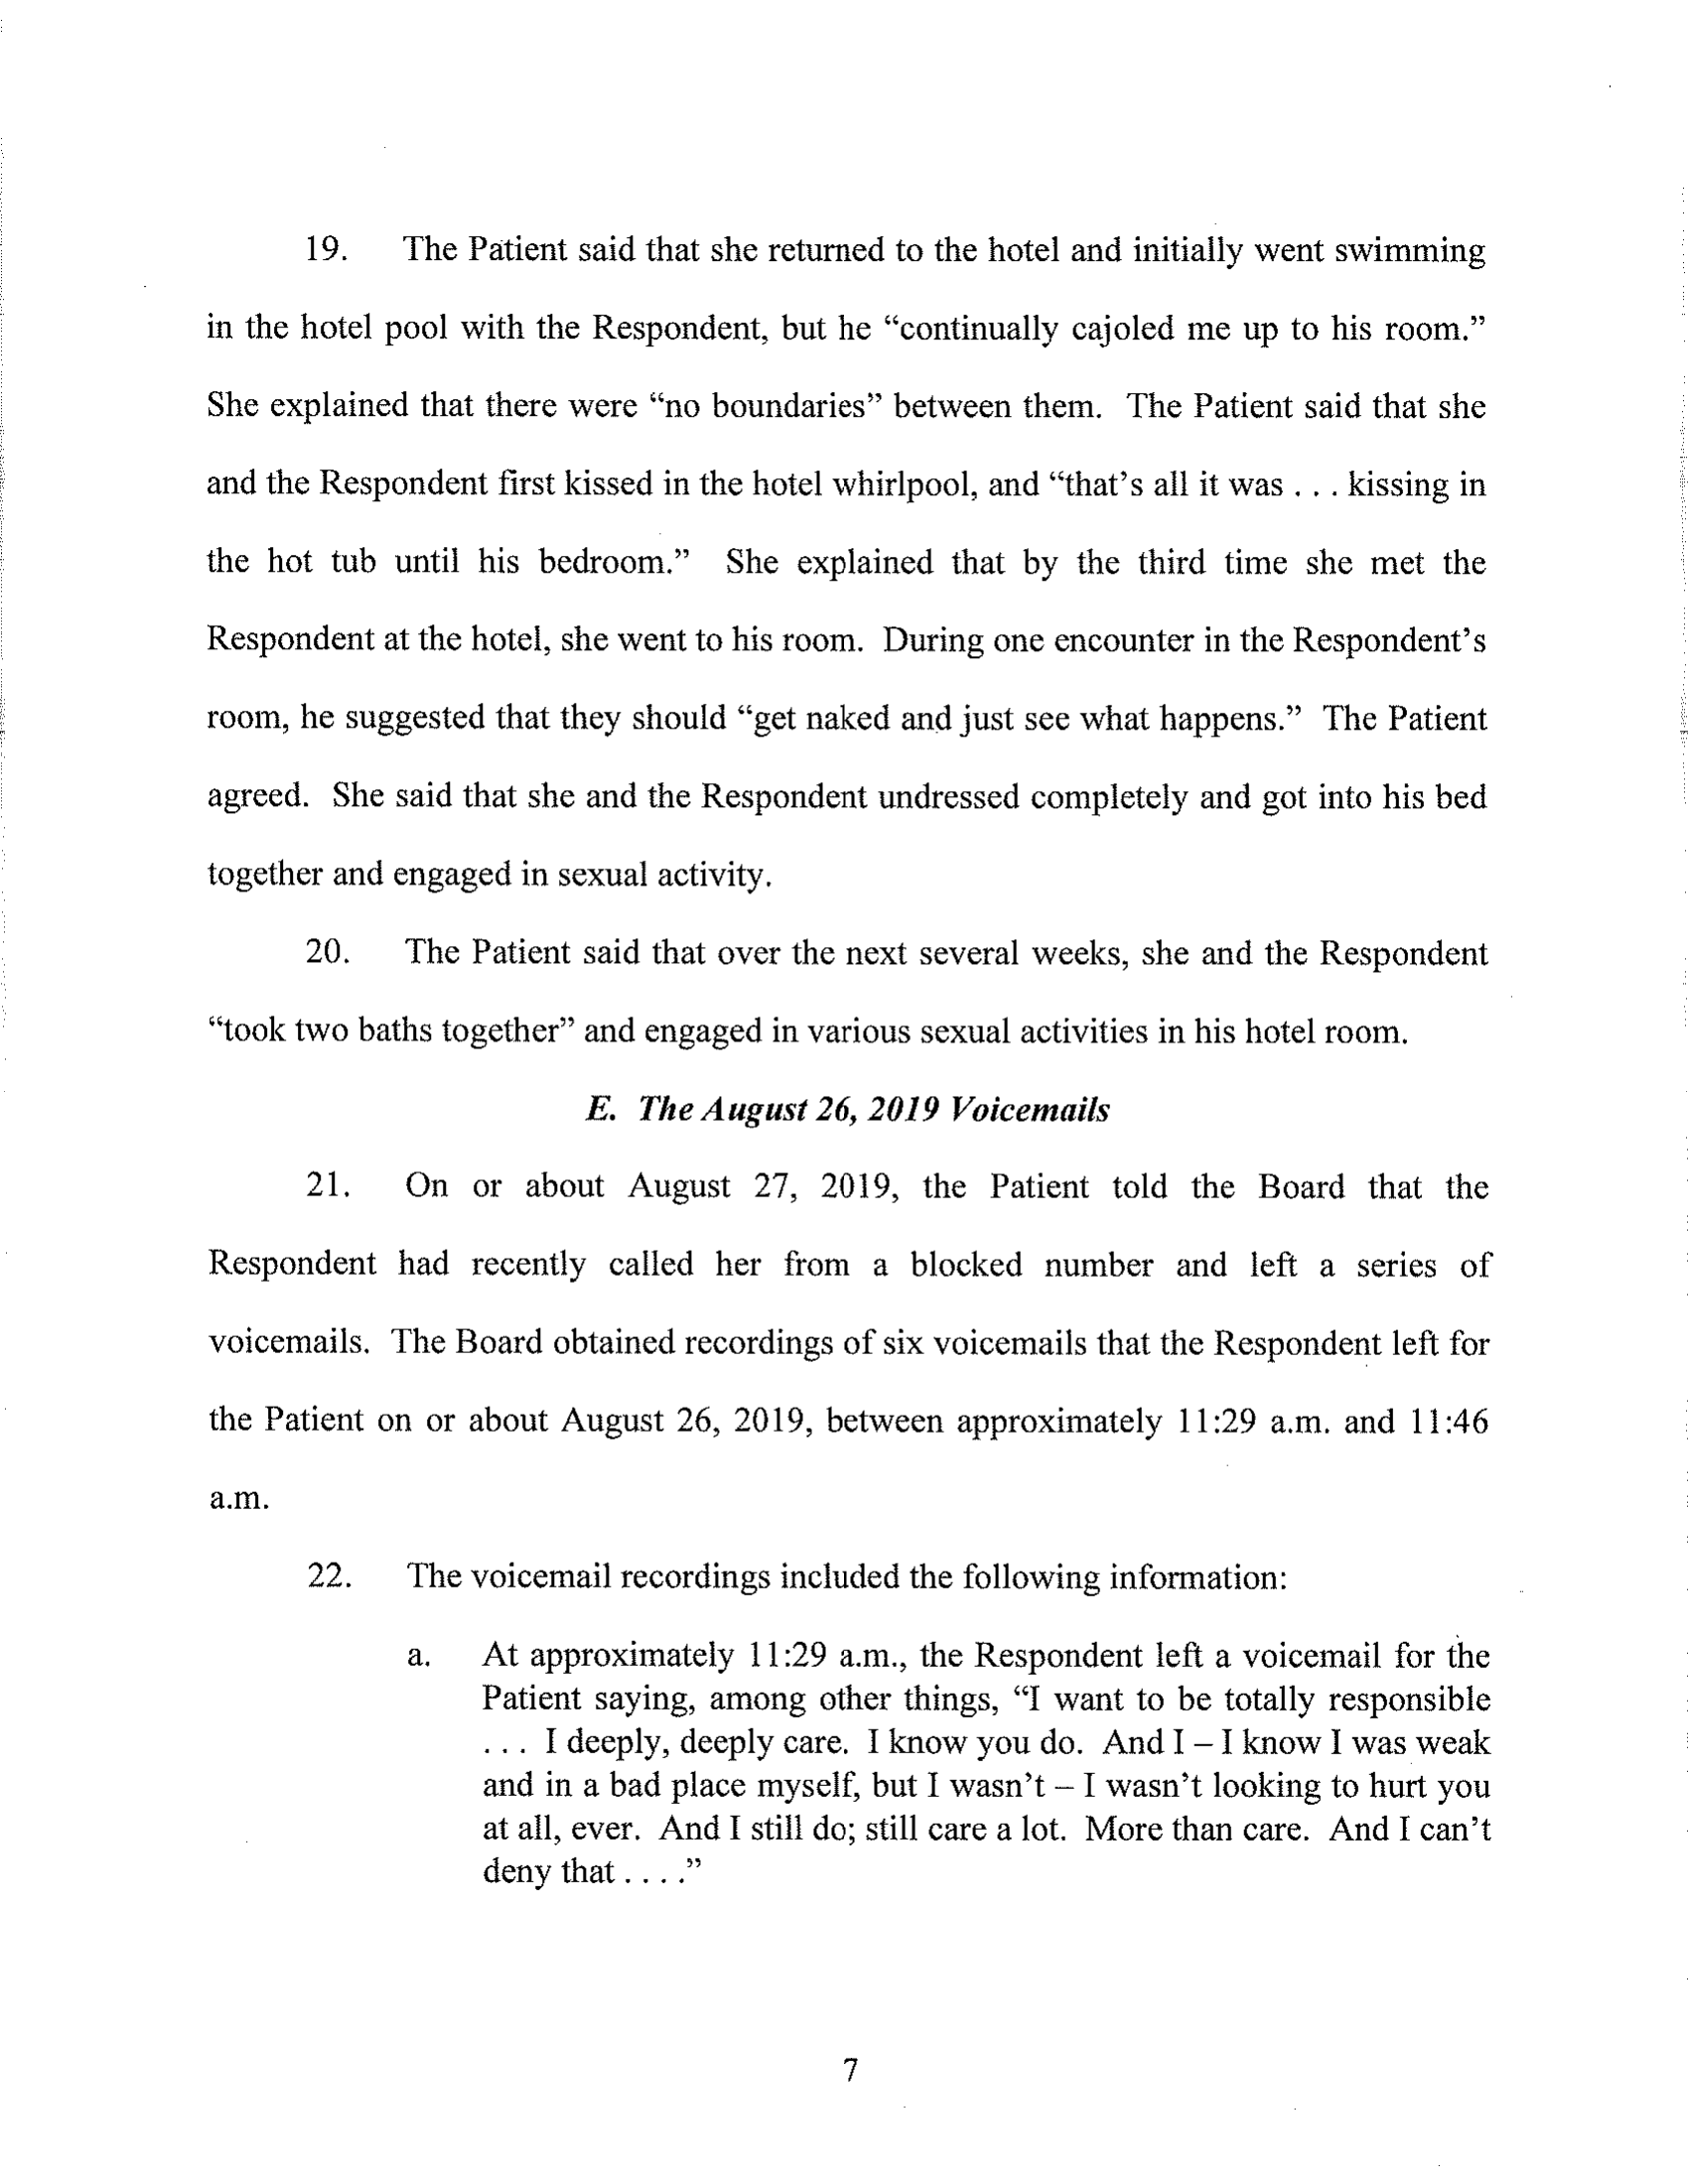 19. The Patient said that she returned to the hotel and initially went swimming
in the hotel pool with the Respondent, but he “continually cajoled me up to his room.”
She explained that there were “no boundaries” between them. The Patient said that she
and the Respondent first kissed in the hotel whirlpool, and “that’s all it was . . . kissing in
the hot tub until his bedroom.” She explained that by the third time she met the
Respondent at the hotel, she went to his room. During one encounter in the Respondent’s
room, he suggested that they should “get naked and just see what happens.” The Patient
agreed. She said that she and the Respondent undressed completely and got into his bed
together and engaged in sexual activity.
20. The Patient said that over the next several weeks, she and the Respondent
“took two baths together” and engaged in various sexual activities in his hotel room.
E. The August 26, 2019 Voicemails
21. On or about August 27, 2019, the Patient told the Board that the
Respondent had recently called her from a blocked number and left a series of
voicemails. The Board obtained recordings of six voicemails that the Respondent left for
the Patient on or about August 26, 2019, between approximately 11:29 a.m. and 11:46
a.m.
22. The voicemail recordings included the following information:
a. At approximately 11:29 a.m., the Respondent left a voicemail for the
Patient saying, among other things, “I want to be totally responsible
. . . I deeply, deeply care. I know you do. And I – I know I was weak
and in a bad place myself, but I wasn’t – I wasn’t looking to hurt you
at all, ever. And I still do; still care a lot. More than care. And I can’t
deny that . . . .”
7